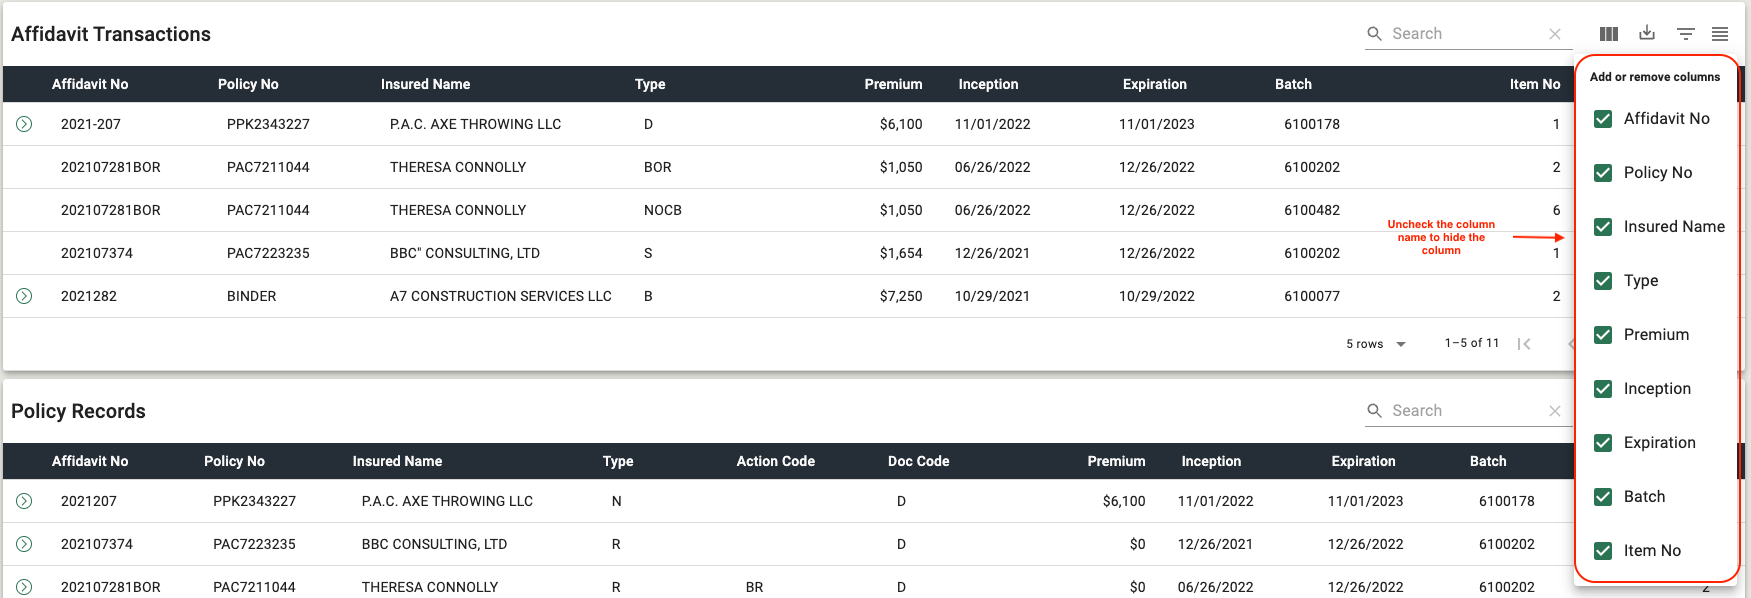 Affidavit Transactions
Search
Affidavit No Policy No Insured Name Type Premium Inception Expiration Batch Item No
2021-207 PPK2343227 P.A.C. AXE THROWING LLC D $6,100 11/01/2022 11/01/2023 6100178 1
202107281BOR PAC7211044 THERESA CONNOLLY BOR $1,050 06/26/2022 12/26/2022 6100202 2
202107281BOR PAC7211044 THERESA CONNOLLY NOCB $1,050 06/26/2022 12/26/2022 6100482 6
202107374 PAC7223235 BBC" CONSULTING, LTD S $1,654 12/26/2021 12/26/2022 6100202 1
2021282 BINDER A7 CONSTRUCTION SERVICES LLC B $7,250 10/29/2021 10/29/2022 6100077 2
5 rows 1–5 of 11
Uncheck the column
name to hide the
column
Add or remove columns
Affidavit No
Policy No
Insured Name
Type
Premium
Inception
Expiration
Batch
Item No
Policy Records
Search
Affidavit No Policy No Insured Name Type Action Code Doc Code Premium Inception Expiration Batch
2021207 PPK2343227 P.A.C. AXE THROWING LLC N D $6,100 11/01/2022 11/01/2023 6100178
202107374 PAC7223235 BBC CONSULTING, LTD R D $0 12/26/2021 12/26/2022 6100202
202107281BOR PAC7211044 THERESA CONNOLLY R BR D $0 06/26/2022 12/26/2022 6100202 2